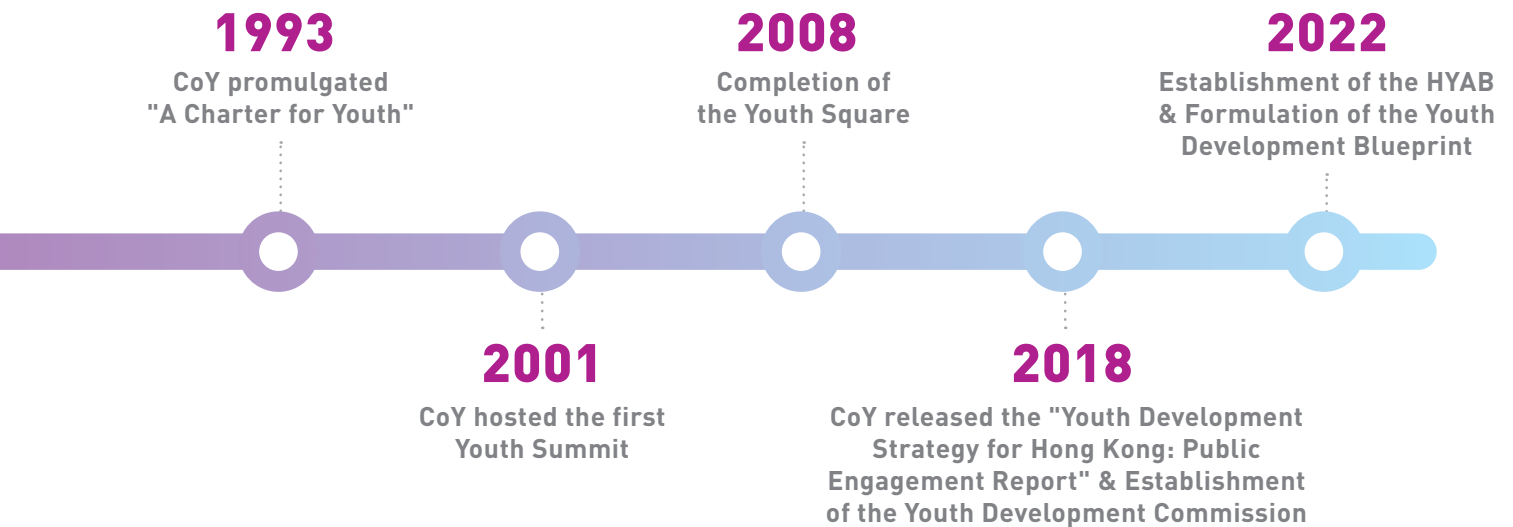 1993
CoY promulgated
"A Charter for Youth"
2001
CoY hosted the first
Youth Summit
2008
Completion of
the Youth Square
2018
CoY released the "Youth Development
Strategy for Hong Kong: Public
Engagement Report" & Establishment
of the Youth Development Commission
2022
Establishment of the HYAB
& Formulation of the Youth
Development Blueprint